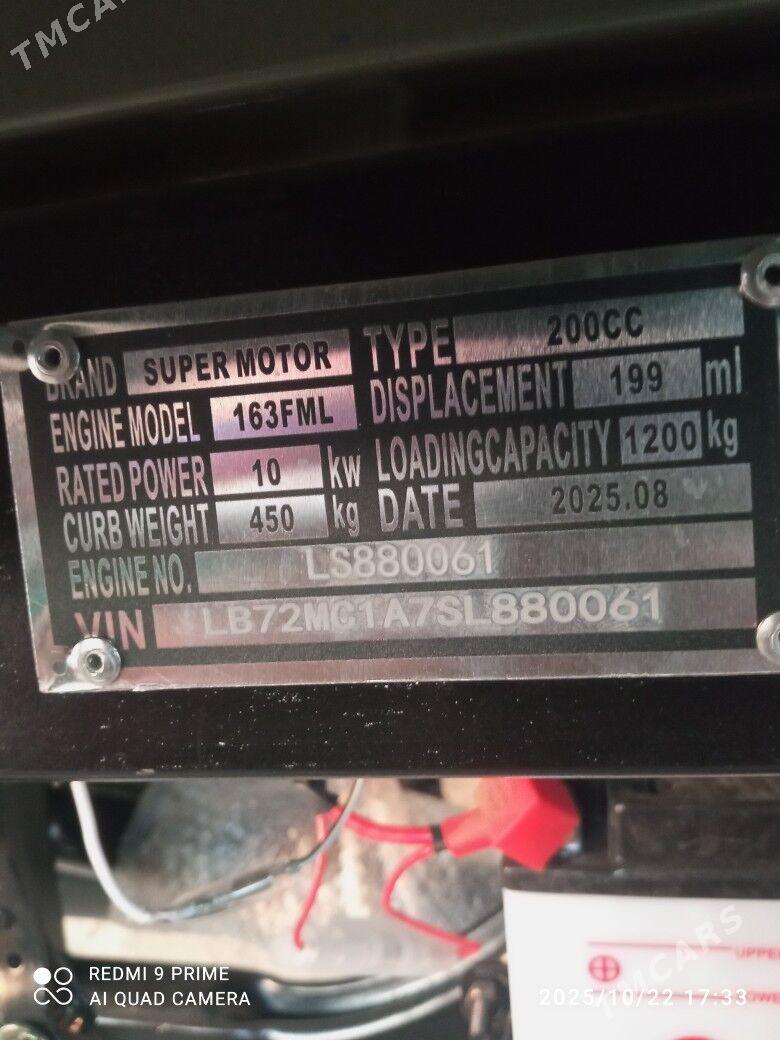 TMCARS
BRAND SUPER MOTOR TYPE 200CC
ENGINE MODEL 163FML DISPLACEMENT 199 ml
RATED POWER 10 kw LOADINGCAPACITY 1200 kg
CURB WEIGHT 450 kg DATE 2025.08
ENGINE NO. LS880061
VIN LB72MC1A7SL880061
UPPER
TMCARS
REDMI 9 PRIME
AI QUAD CAMERA
2025/10/22 17:33